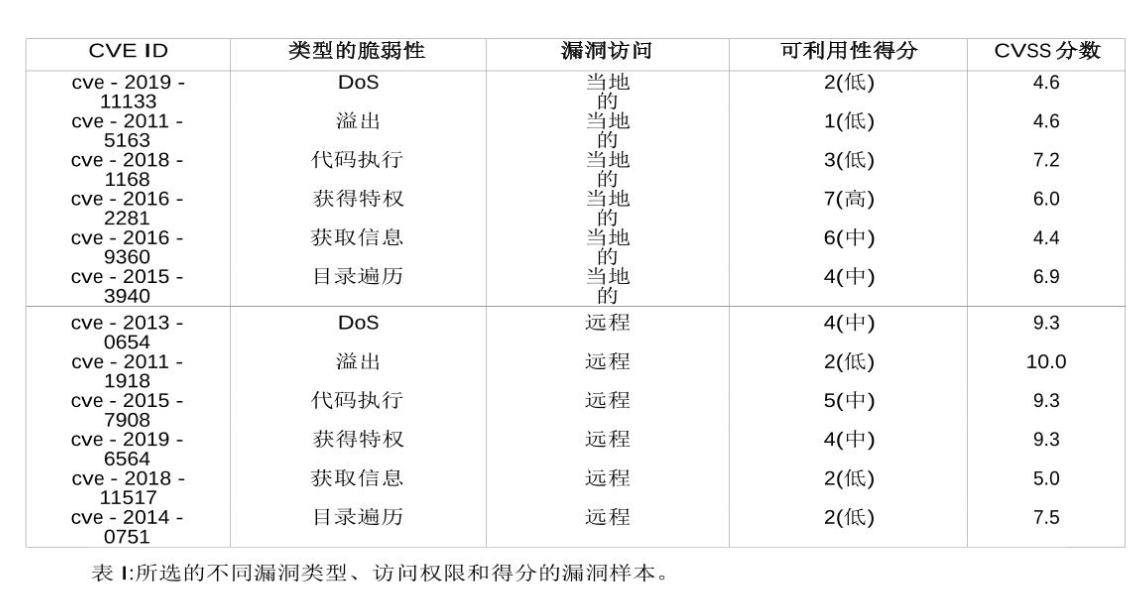 CVE ID 类型的脆弱性 漏洞访问 可利用性得分 CVSS 分数
cve - 2019 - 11133 DoS 当地的 2(低) 4.6
cve - 2011 - 5163 溢出 当地的 1(低) 4.6
cve - 2018 - 1168 代码执行 当地的 3(低) 7.2
cve - 2016 - 2281 获得特权 当地的 7(高) 6.0
cve - 2016 - 9360 获取信息 当地的 6(中) 4.4
cve - 2015 - 3940 目录遍历 当地的 4(中) 6.9
cve - 2013 - 0654 DoS 远程 4(中) 9.3
cve - 2011 - 1918 溢出 远程 2(低) 10.0
cve - 2015 - 7908 代码执行 远程 5(中) 9.3
cve - 2019 - 6564 获得特权 远程 4(中) 9.3
cve - 2018 - 11517 获取信息 远程 2(低) 5.0
cve - 2014 - 0751 目录遍历 远程 2(低) 7.5
表 I:所选的不同漏洞类型、访问权限和得分的漏洞样本。